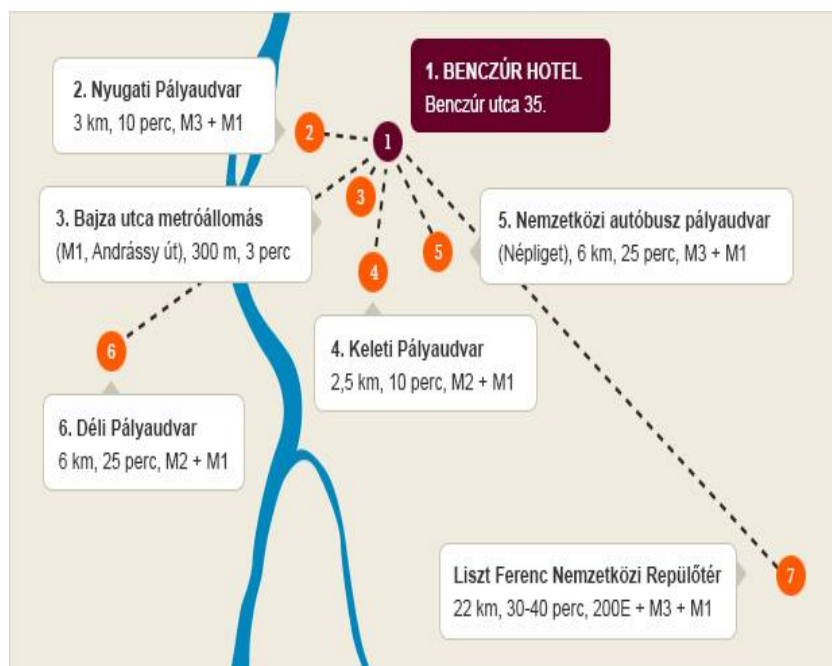 1. BENCZÚR HOTEL
Benczúr utca 35.
2. Nyugati Pályaudvar
3 km, 10 perc, M3 + M1
2
1
3. Bajza utca metróállomás
(M1, Andrássy út), 300 m, 3 perc
3
5. Nemzetközi autóbusz pályaudvar
(Népliget), 6 km, 25 perc, M3 + M1
5
4
4. Keleti Pályaudvar
2,5 km, 10 perc, M2 + M1
6
6. Déli Pályaudvar
6 km, 25 perc, M2 + M1
Liszt Ferenc Nemzetközi Repülőtér
22 km, 30-40 perc, 200E + M3 + M1
7